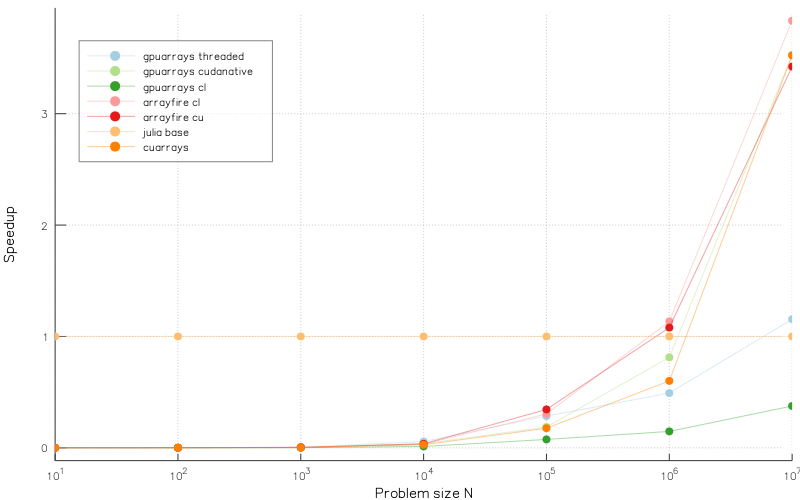 gpuarrays threaded
gpuarrays cudanative
gpuarrays cl
arrayfire cl
arrayfire cu
julia base
cuarrays
Speedup
3
2
1
0
10^1 10^2 10^3 10^4 10^5 10^6 10^7
Problem size N